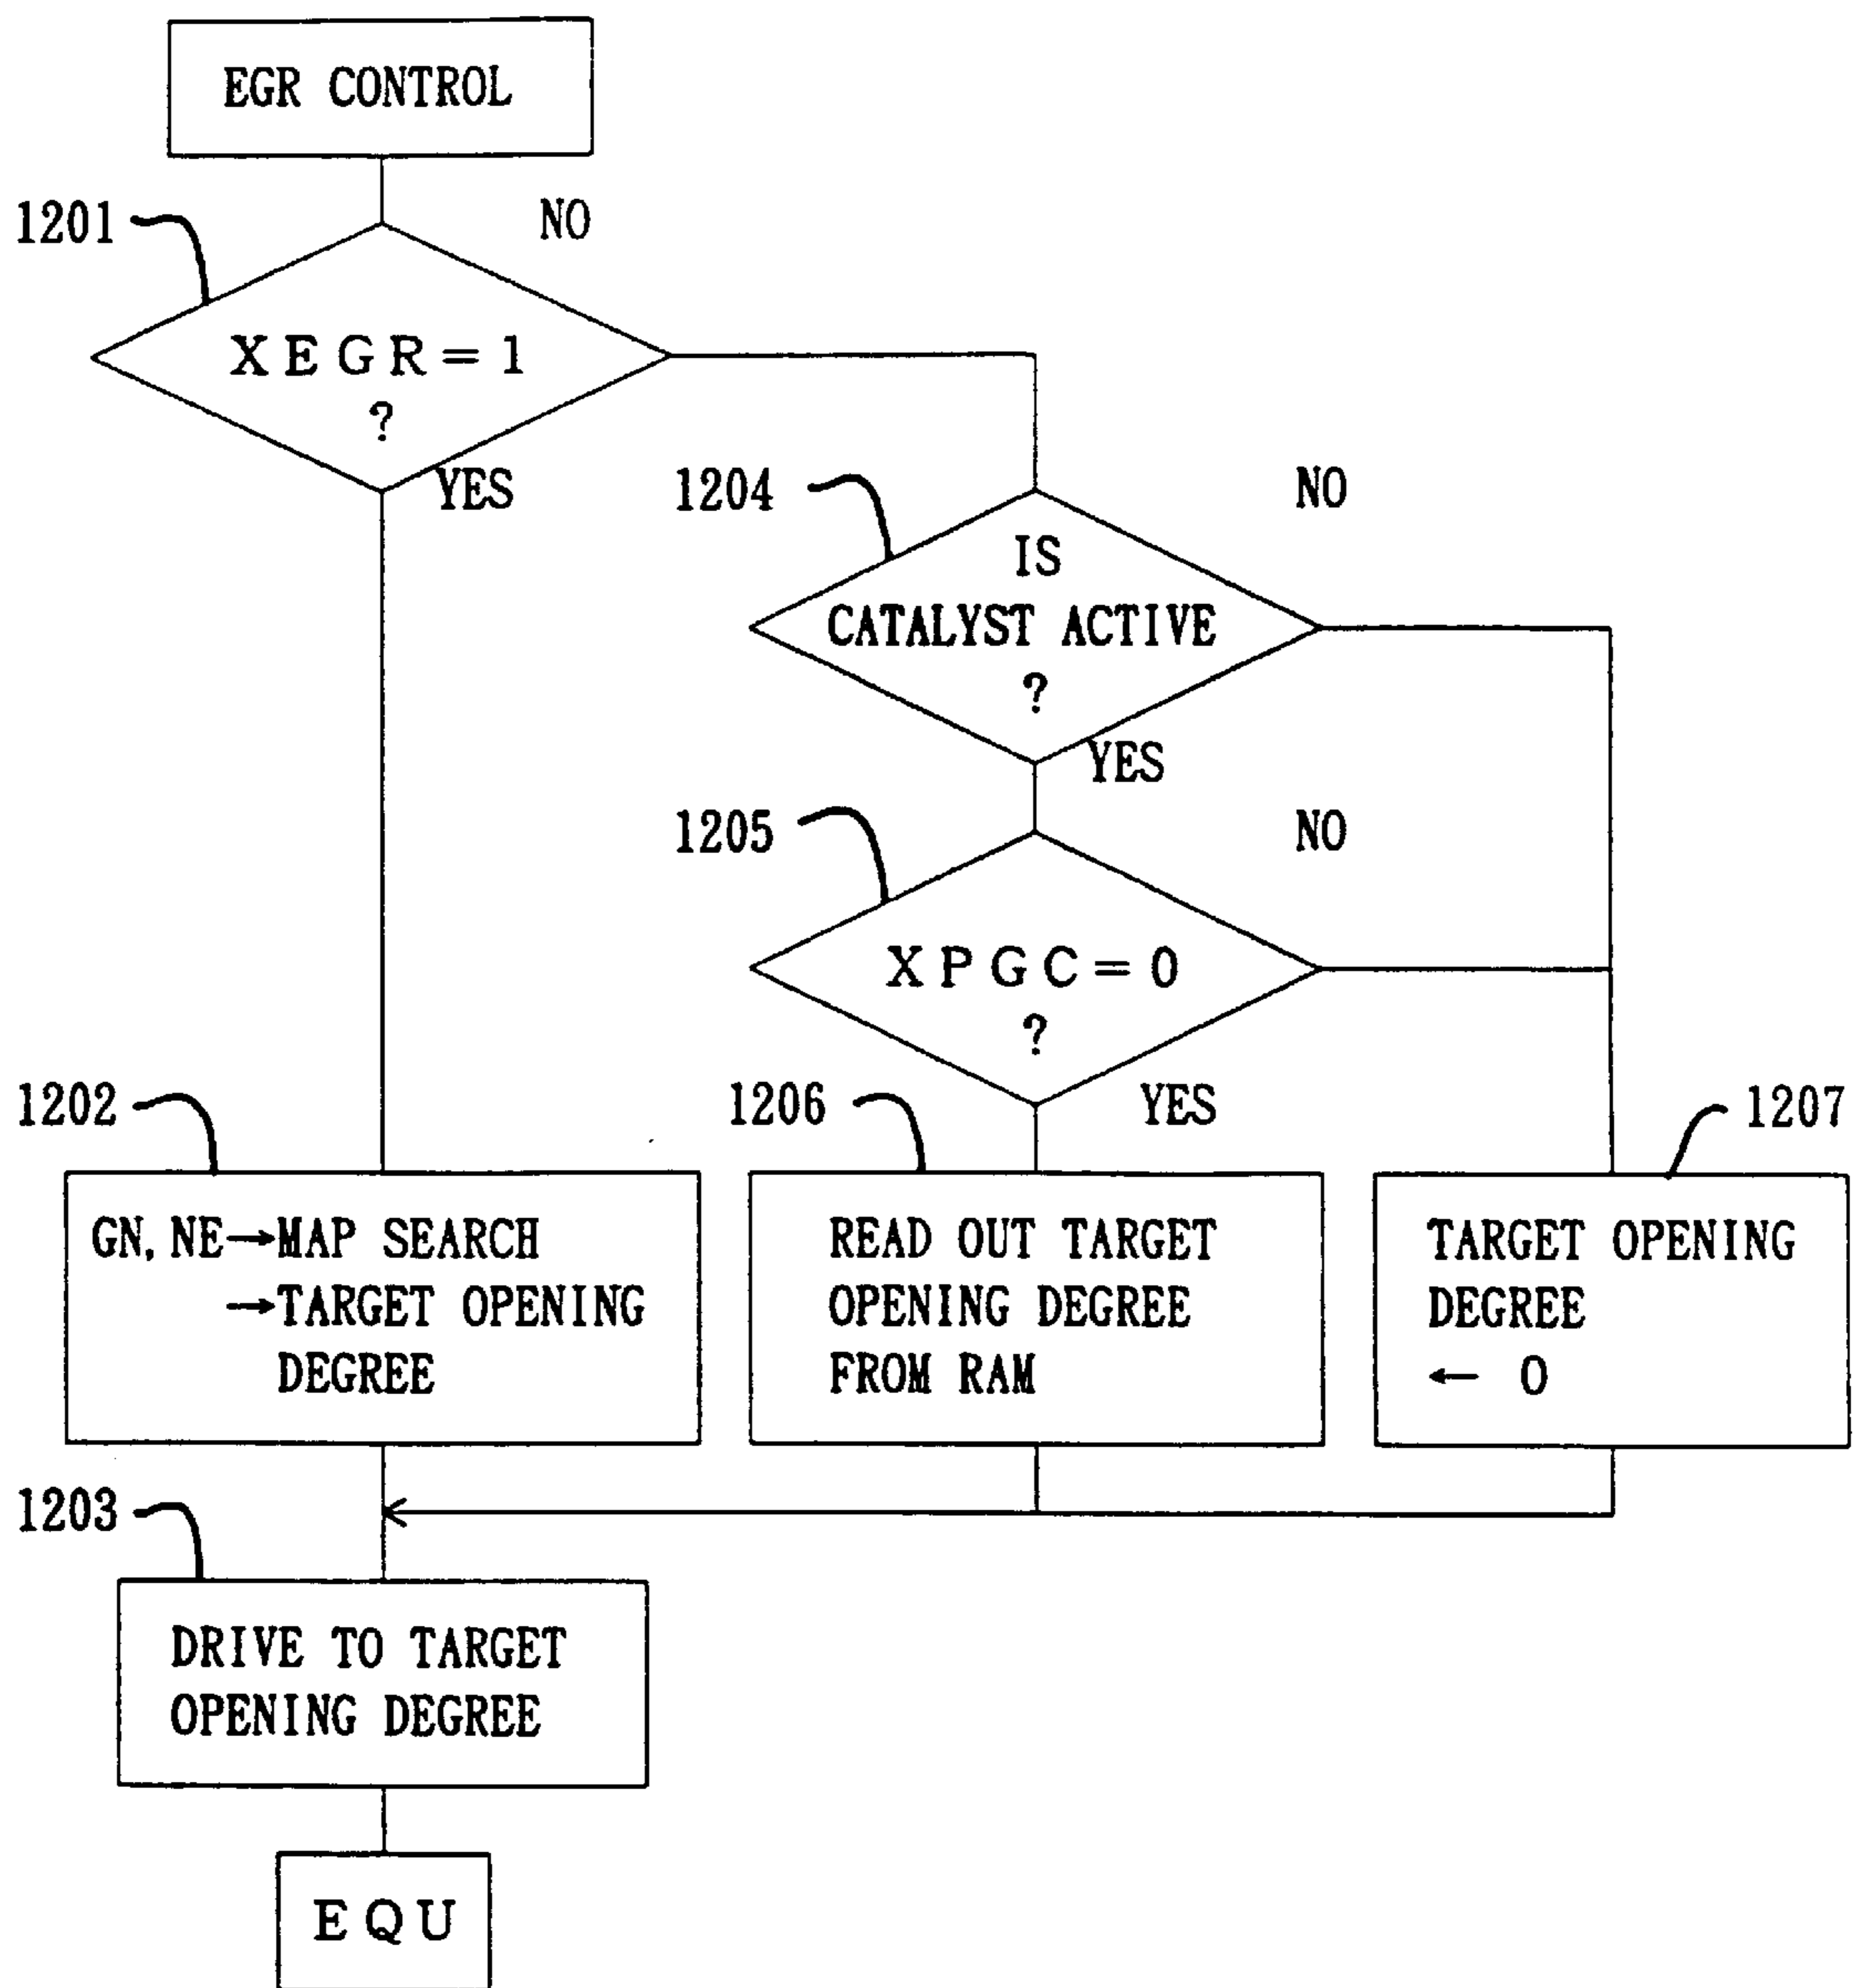 EGR CONTROL
1201
NO
XEGR=1
?
YES
1204
NO
IS
CATALYST ACTIVE
?
YES
1205
NO
XPGC=0
?
YES
1202
GN, NE→MAP SEARCH
→TARGET OPENING
DEGREE
1206
READ OUT TARGET
OPENING DEGREE
FROM RAM
1207
TARGET OPENING
DEGREE
← 0
1203
DRIVE TO TARGET
OPENING DEGREE
EQU